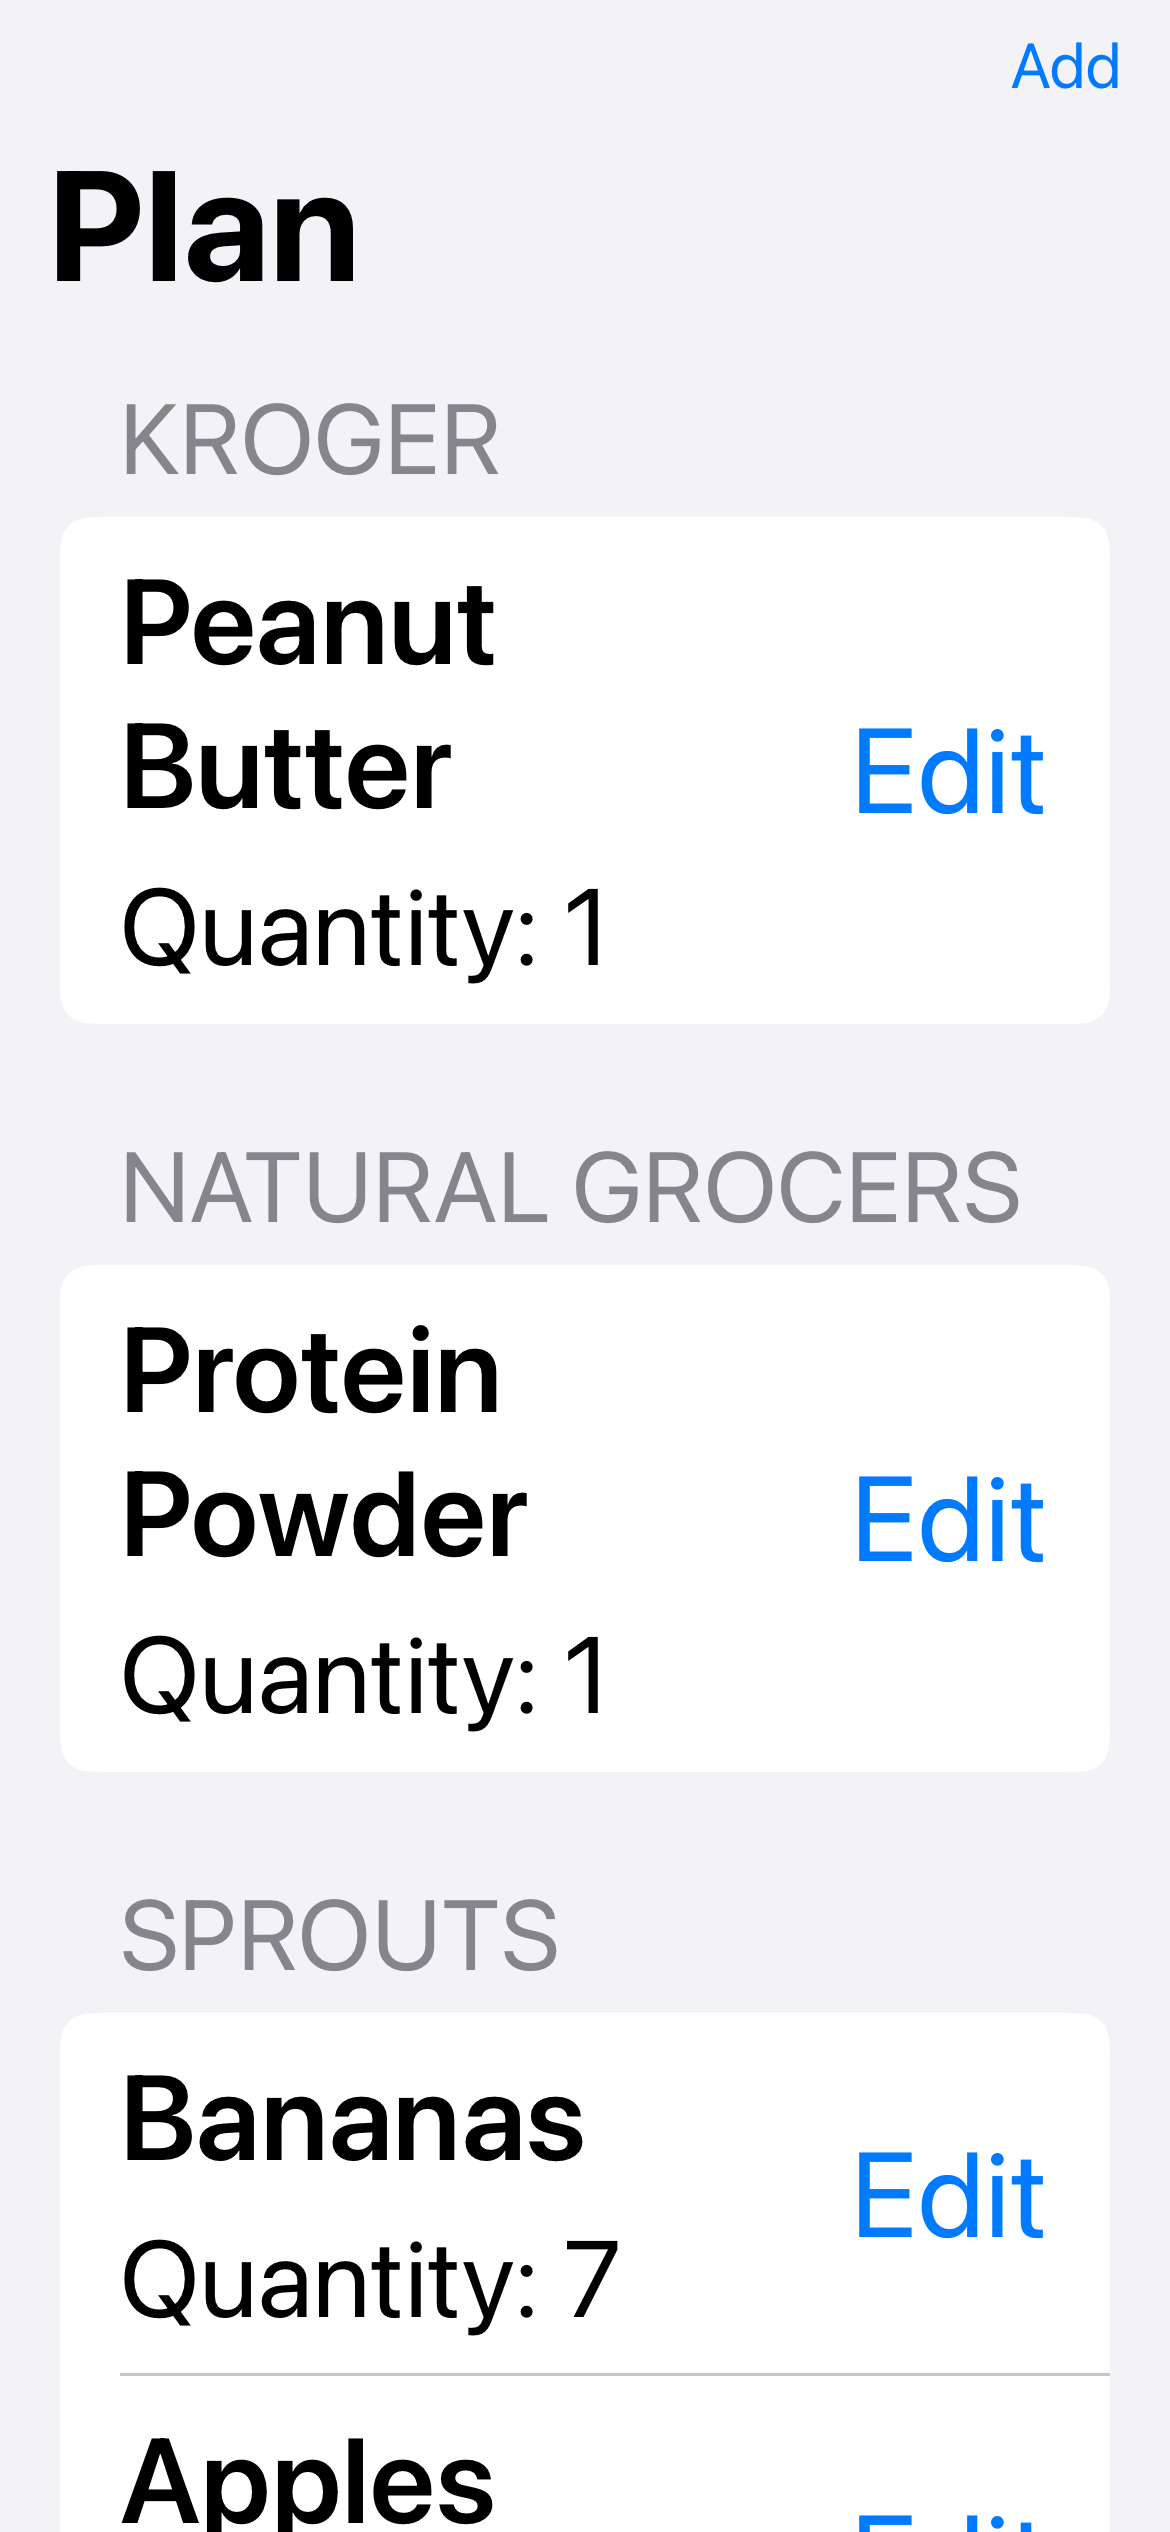 Add
Plan
KROGER
Peanut
Butter
Edit
Quantity: 1
NATURAL GROCERS
Protein
Powder
Edit
Quantity: 1
SPROUTS
Bananas
Edit
Quantity: 7
Apples
Edit